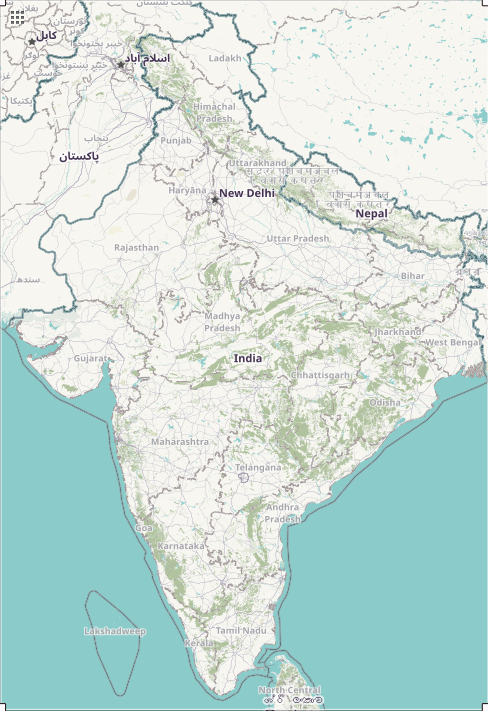 کابل
اسلام آباد
خیبر پختونخوا
Ladakh
Himachal
Pradesh
پنجاب
Punjab
پاکستان
Uttarakhand
Haryana
New Delhi
Nepal
Rajasthan
Uttar Pradesh
Bihar
سندھ
Madhya
Pradesh
Jharkhand
West Bengal
Gujarat
India
Chhattisgarh
Odisha
Maharashtra
Telangana
Andhra
Pradesh
Goa
Karnataka
Lakshadweep
Tamil Nadu
Kerala
North Central